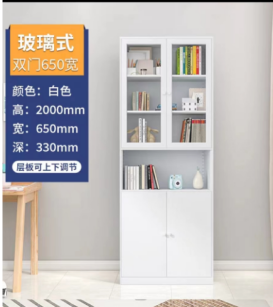 玻璃式
双门650宽
颜色：白色
高：2000mm
宽：650mm
深：330mm
层板可上下调节